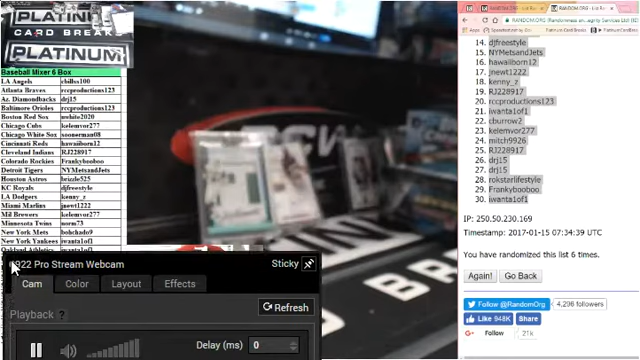 PLATINUM
CARD BREAKS
PLATINUM
Baseball Mixer 6 Box
LA Angels cbillss100
Atlanta Braves rccproductions123
Az. Diamondbacks drj15
Baltimore Orioles rccproductions123
Boston Red Sox nwhite2020
Chicago Cubs kelemvor277
Chicago White Sox soonerman08
Cincinnati Reds hawaiiborn12
Cleveland Indians RJ228917
Colorado Rockies Frankybooboo
Detroit Tigers NYMetsandJets
Houston Astros brizzle525
KC Royals djfreestyle
LA Dodgers kenny_z
Miami Marlins jnewt1222
Mil Brewers kelemvor277
Minnesota Twins norm73
New York Mets bohchado9
New York Yankees iwanta1of1
Oakland Athletics iwanta1of1
C922 Pro Stream Webcam
Sticky
Cam Color Layout Effects
Refresh
Playback ?
Delay (ms) 0
14. djfreestyle
15. NYMetsandJets
16. hawaiiborn12
17. jnewt1222
18. kenny_z
19. RJ228917
20. rccproductions123
21. iwanta1of1
22. cburrow2
23. kelemvor277
24. mitch9926
25. RJ228917
26. drj15
27. drj15
28. rokstarlifestyle
29. Frankybooboo
30. iwanta1of1
IP: 250.50.230.169
Timestamp: 2017-01-15 07:34:39 UTC
You have randomized this list 6 times.
Again! Go Back
Follow @RandomOrg 4,296 followers
Like 948K Share
Follow 21k